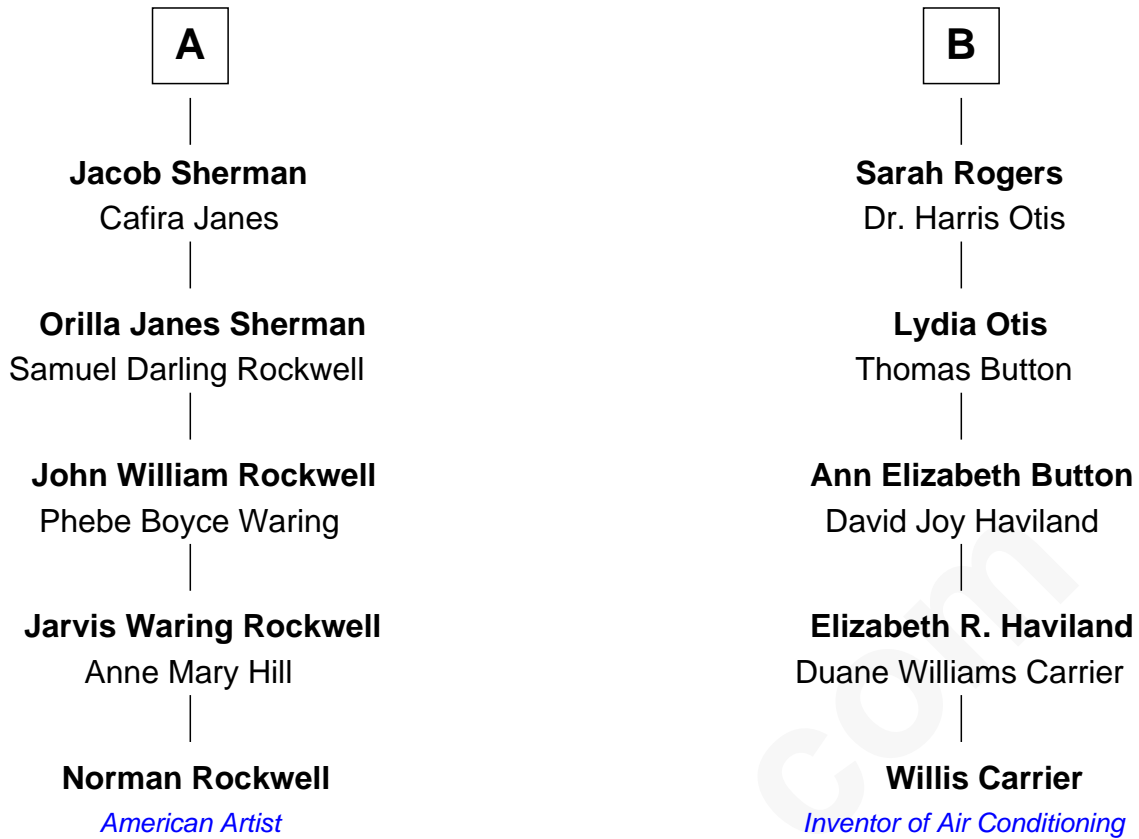 A
Jacob Sherman
Cafira Janes
Orilla Janes Sherman
Samuel Darling Rockwell
John William Rockwell
Phebe Boyce Waring
Jarvis Waring Rockwell
Anne Mary Hill
Norman Rockwell
American Artist
B
Sarah Rogers
Dr. Harris Otis
Lydia Otis
Thomas Button
Ann Elizabeth Button
David Joy Haviland
Elizabeth R. Haviland
Duane Williams Carrier
Willis Carrier
Inventor of Air Conditioning
com